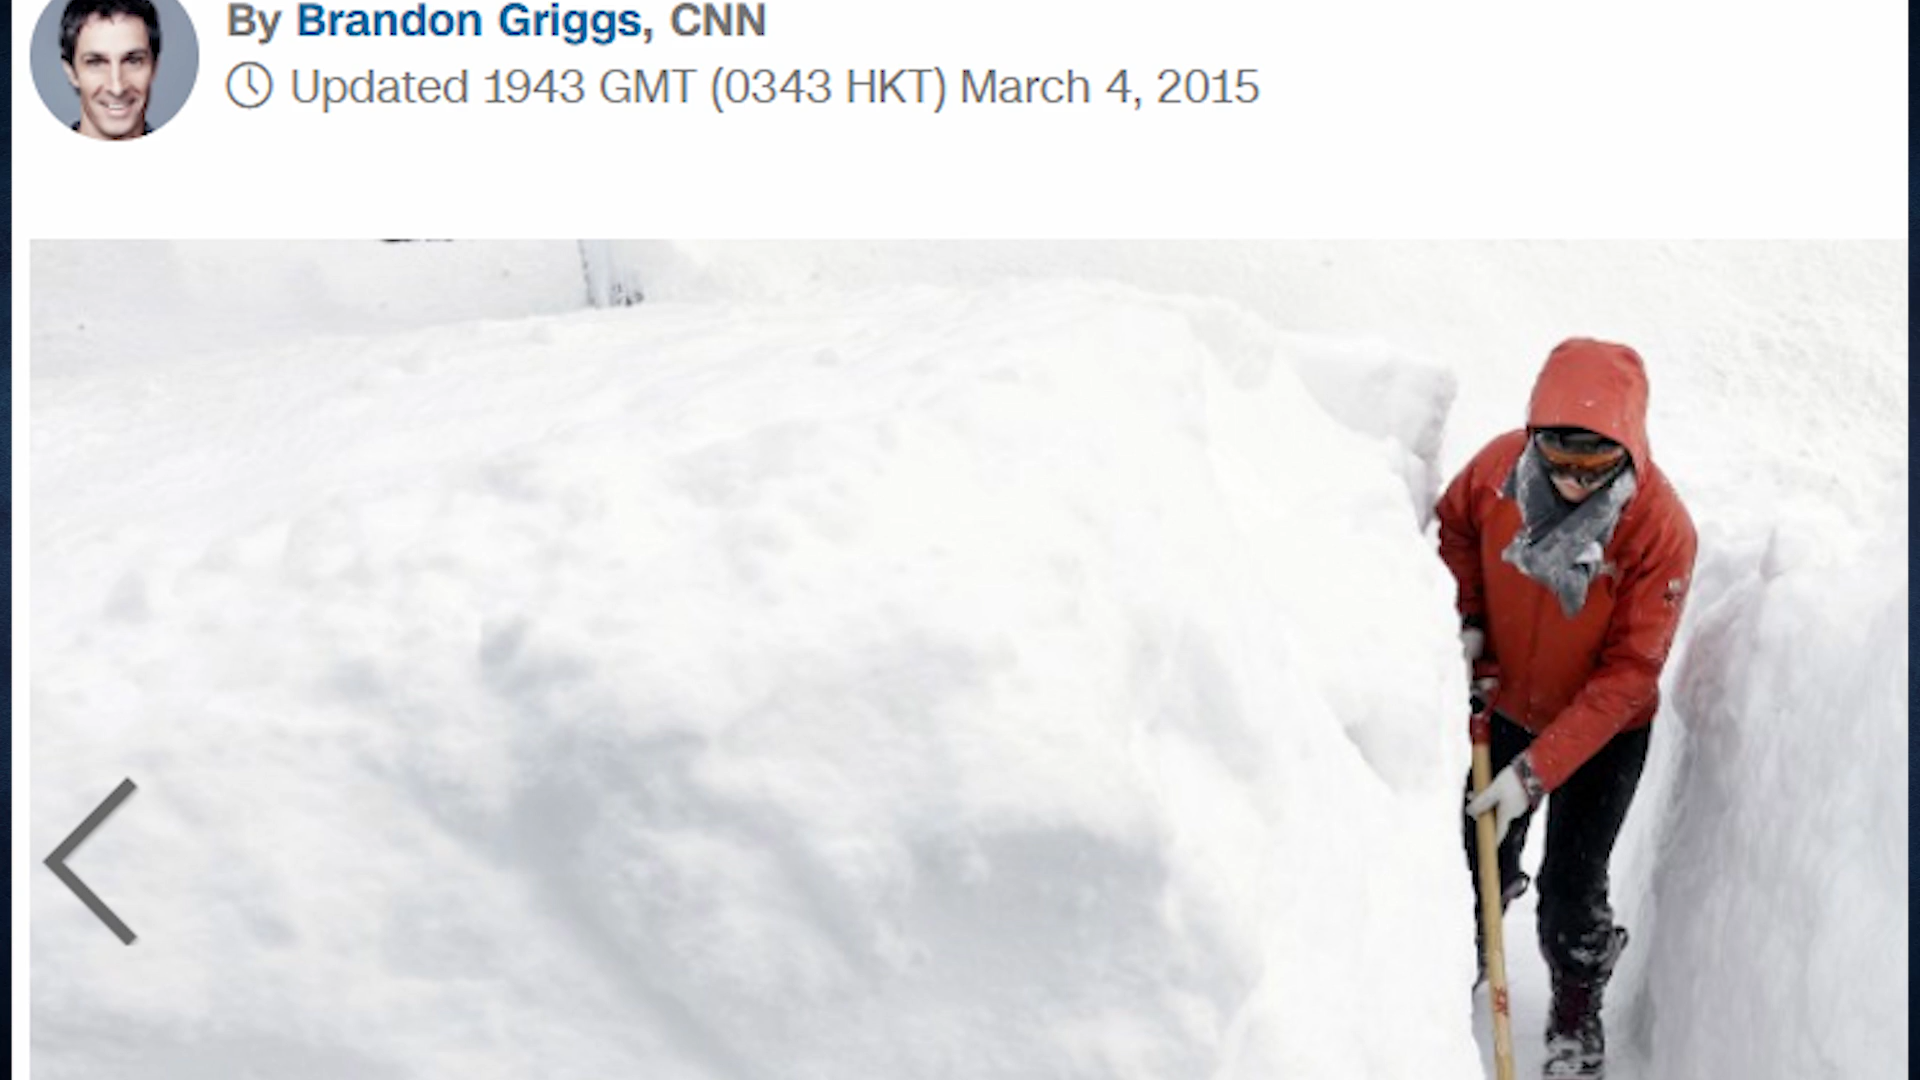 By Brandon Griggs, CNN
Updated 1943 GMT (0343 HKT) March 4, 2015